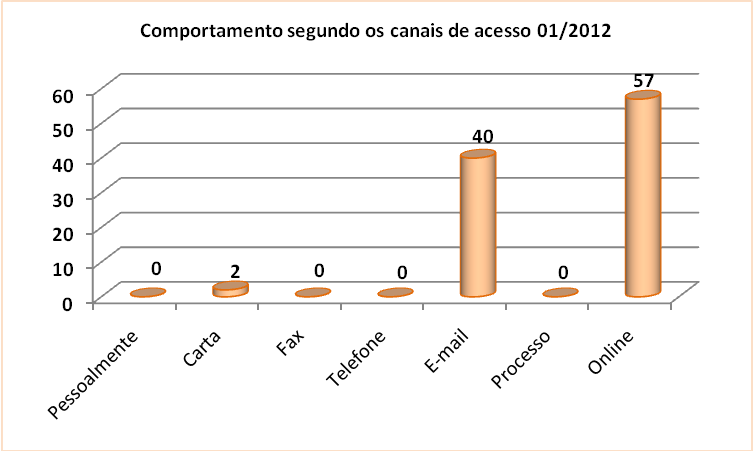 Comportamento segundo os canais de acesso 01/2012
60
50
40
30
20
10
0
0
2
0
0
40
0
57
Pessoalmente
Carta
Fax
Telefone
E-mail
Processo
Online